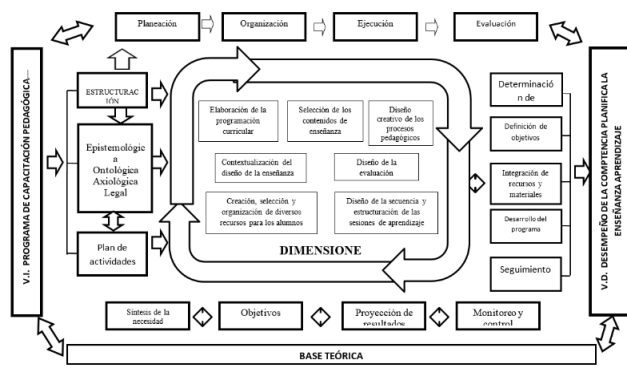 Planeación
Organización
Ejecución
Evaluación
V.I. PROGRAMA DE CAPACITACIÓN PEDAGÓGICA
ESTRUCTURACIÓN
Epistemológic
a
Ontológica
Axiológica
Legal
Plan de
actividades
Elaboración de la
programación
curricular
Selección de los
contenidos de
enseñanza
Diseño
creativo de los
procesos
pedagógicos
Contextualización del
diseño de la enseñanza
Diseño de la
evaluación
Creación, selección y
organización de diversos
recursos para los alumnos
Diseño de la secuencia y
estructuración de las
sesiones de aprendizaje
DIMENSIONE
Determinació
n de
Definición de
objetivos
Integración de
recursos y
materiales
Desarrollo del
programa
Seguimiento
V.D. DESEMPEÑO DE LA COMPTENCIA PLANIFICA LA
ENSEÑANZA APRENDIZAJE
Síntesis de la
necesidad
Objetivos
Proyección de
resultados
Monitoreo y
control
BASE TEÓRICA